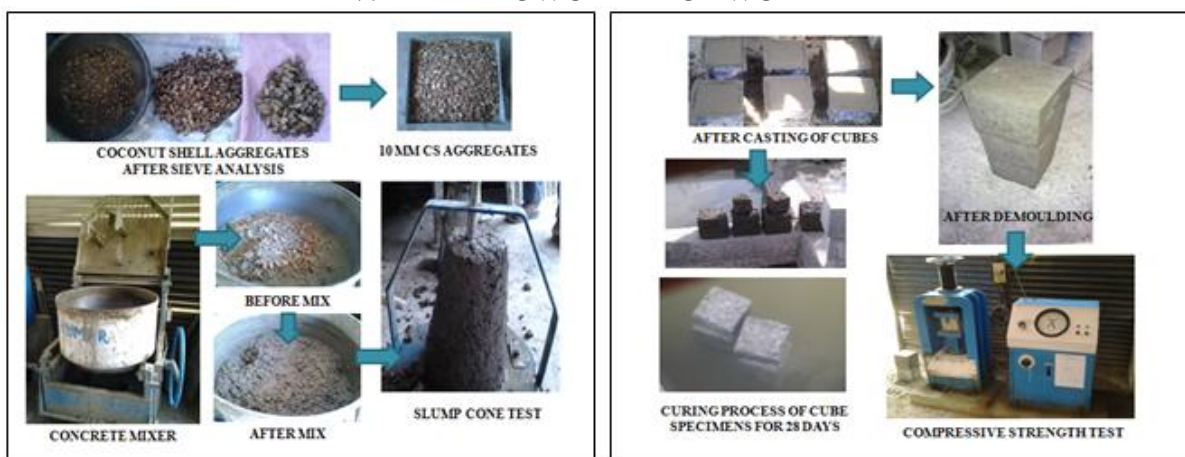 COCONUT SHELL AGGREGATES
AFTER SIEVE ANALYSIS
10 MM CS AGGREGATES
BEFORE MIX
CONCRETE MIXER
AFTER MIX
SLUMP CONE TEST
AFTER CASTING OF CUBES
AFTER DEMOULDING
CURING PROCESS OF CUBE
SPECIMENS FOR 28 DAYS
COMPRESSIVE STRENGTH TEST